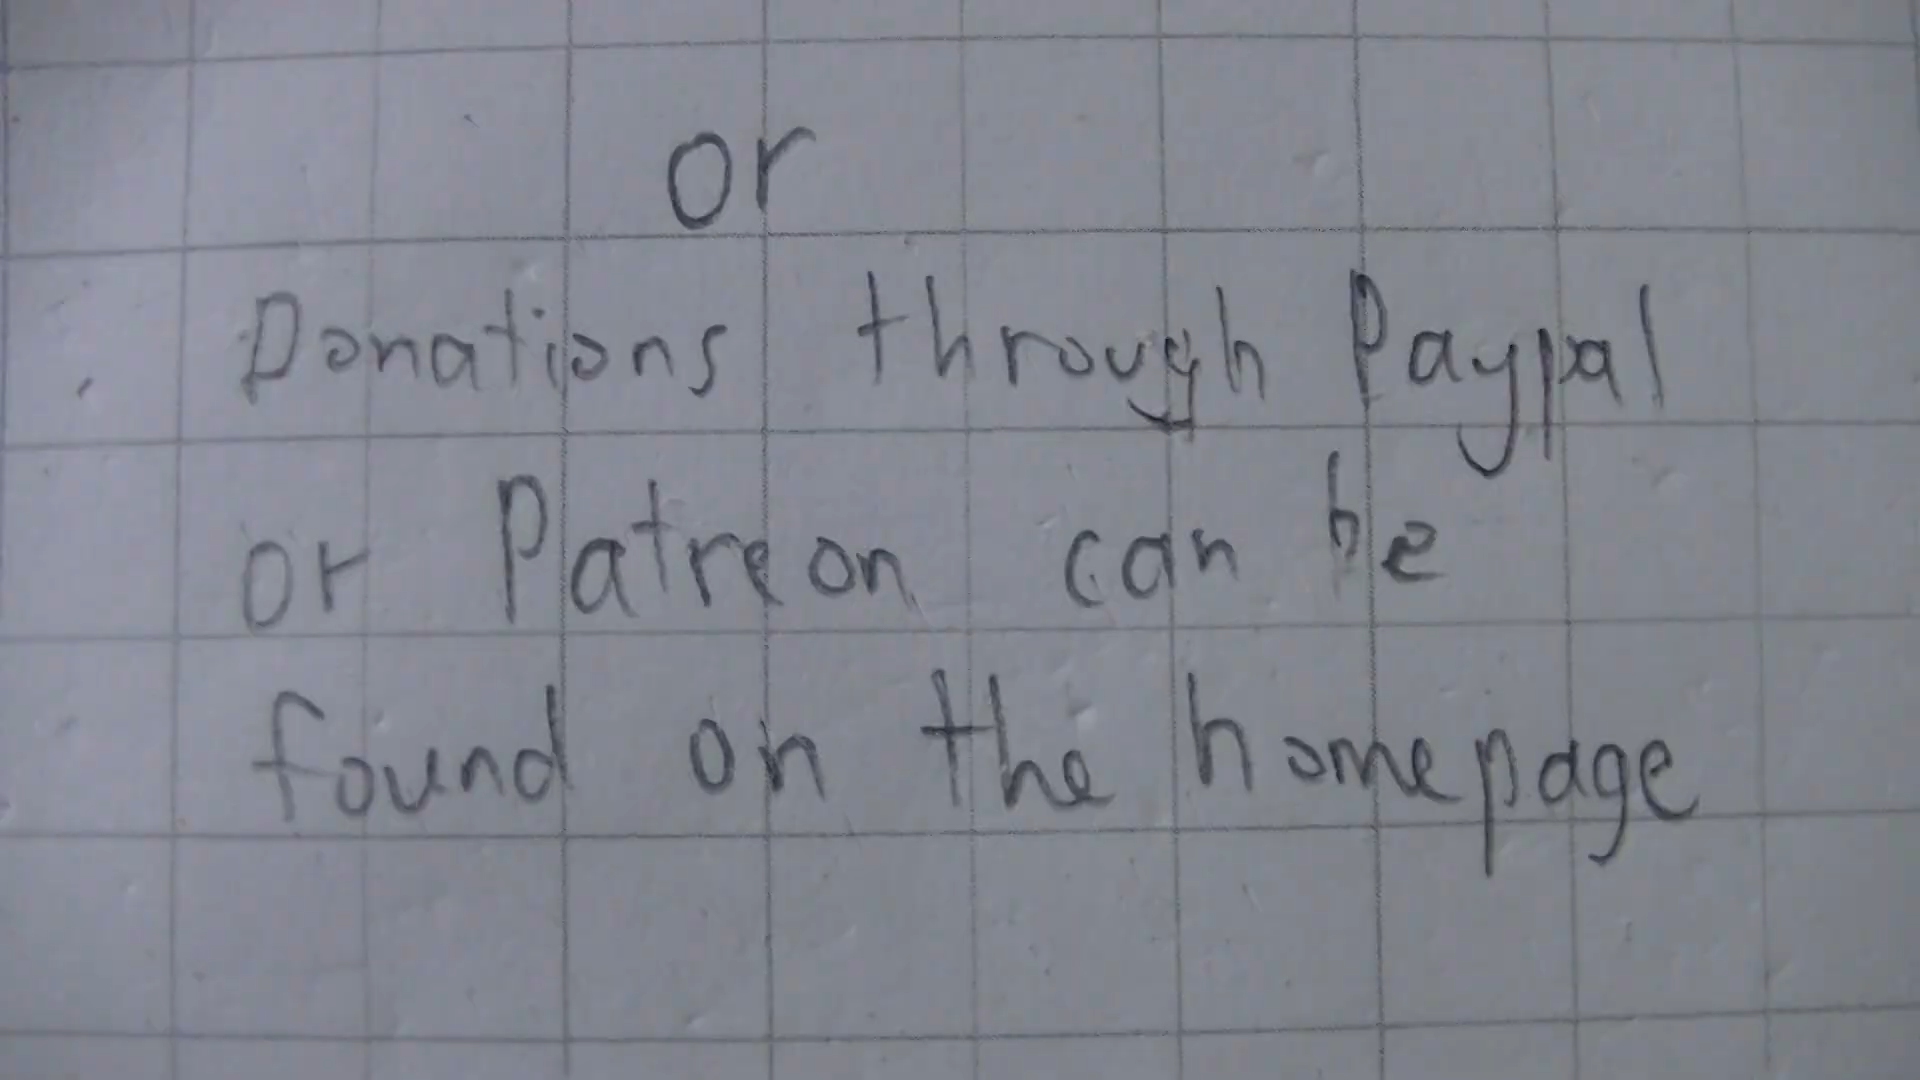 or
Donations through Paypal
or Patreon can be
found on the homepage